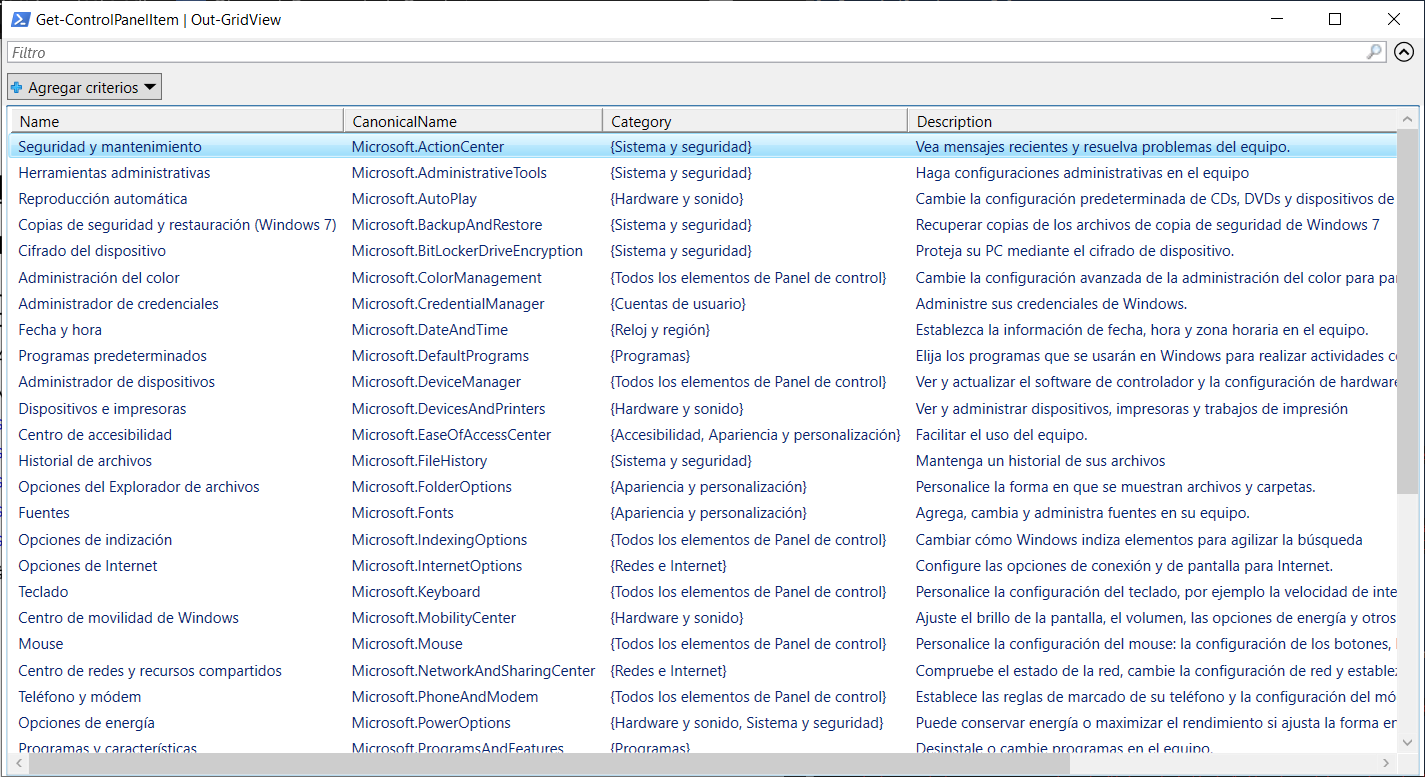 Get-ControlPanelItem | Out-GridView
Filtro
Agregar criterios
Name CanonicalName Category Description
Seguridad y mantenimiento Microsoft.ActionCenter {Sistema y seguridad} Vea mensajes recientes y resuelva problemas del equipo.
Herramientas administrativas Microsoft.AdministrativeTools {Sistema y seguridad} Haga configuraciones administrativas en el equipo
Reproducción automática Microsoft.AutoPlay {Hardware y sonido} Cambie la configuración predeterminada de CDs, DVDs y dispositivos de
Copias de seguridad y restauración (Windows 7) Microsoft.BackupAndRestore {Sistema y seguridad} Recuperar copias de los archivos de copia de seguridad de Windows 7
Cifrado del dispositivo Microsoft.BitLockerDriveEncryption {Sistema y seguridad} Proteja su PC mediante el cifrado de dispositivo.
Administración del color Microsoft.ColorManagement {Todos los elementos de Panel de control} Cambie la configuración avanzada de la administración del color para
Administrador de credenciales Microsoft.CredentialManager {Cuentas de usuario} Administre sus credenciales de Windows.
Fecha y hora Microsoft.DateAndTime {Reloj y región} Establezca la información de fecha, hora y zona horaria en el equipo.
Programas predeterminados Microsoft.DefaultPrograms {Programas} Elija los programas que se usarán en Windows para realizar actividades
Administrador de dispositivos Microsoft.DeviceManager {Todos los elementos de Panel de control} Ver y actualizar el software de controlador y la configuración de hardware
Dispositivos e impresoras Microsoft.DevicesAndPrinters {Hardware y sonido} Ver y administrar dispositivos, impresoras y trabajos de impresión
Centro de accesibilidad Microsoft.EaseOfAccessCenter {Accesibilidad, Apariencia y personalización} Facilitar el uso del equipo.
Historial de archivos Microsoft.FileHistory {Sistema y seguridad} Mantenga un historial de sus archivos
Opciones del Explorador de archivos Microsoft.FolderOptions {Apariencia y personalización} Personalice la forma en que se muestran archivos y carpetas.
Fuentes Microsoft.Fonts {Apariencia y personalización} Agrega, cambia y administra fuentes en su equipo.
Opciones de indización Microsoft.IndexingOptions {Todos los elementos de Panel de control} Cambiar cómo Windows indiza elementos para agilizar la búsqueda
Opciones de Internet Microsoft.InternetOptions {Redes e Internet} Configure las opciones de conexión y de pantalla para Internet.
Teclado Microsoft.Keyboard {Todos los elementos de Panel de control} Personalice la configuración del teclado, por ejemplo la velocidad de inte
Centro de movilidad de Windows Microsoft.MobilityCenter {Hardware y sonido} Ajuste el brillo de la pantalla, el volumen, las opciones de energía y otros
Mouse Microsoft.Mouse {Todos los elementos de Panel de control} Personalice la configuración del mouse: la configuración de los botones,
Centro de redes y recursos compartidos Microsoft.NetworkAndSharingCenter {Redes e Internet} Compruebe el estado de la red, cambie la configuración de red y establez
Teléfono y módem Microsoft.PhoneAndModem {Todos los elementos de Panel de control} Establece las reglas de marcado de su teléfono y la configuración del mó
Opciones de energía Microsoft.PowerOptions {Hardware y sonido, Sistema y seguridad} Puede conservar energía o maximizar el rendimiento si ajusta la forma en
Programas y características Microsoft.ProgramsAndFeatures {Programas} Desinstale o cambie programas en el equipo.